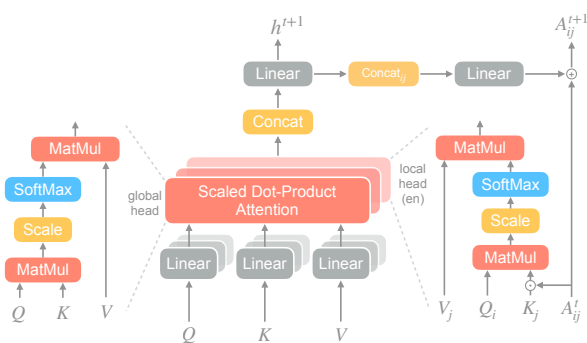 h^{t+1}
A_{ij}^{t+1}
Linear
Concat_{ij}
Linear
Concat
MatMul
SoftMax
Scale
MatMul
Q
K
V
global
head
Scaled Dot-Product
Attention
local
head
(en)
Linear
Linear
Linear
Q
K
V
MatMul
SoftMax
Scale
MatMul
V_j
Q_i
K_j
A_{ij}^t